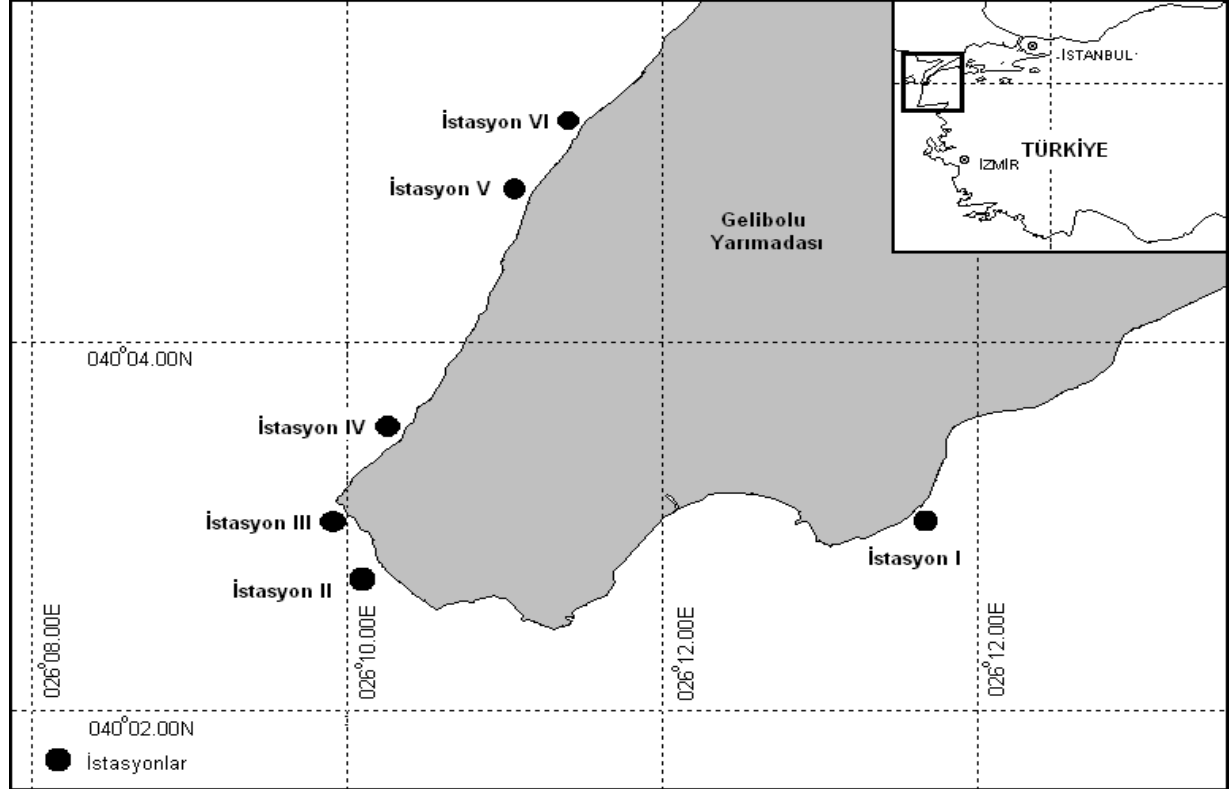 İSTANBUL
TÜRKİYE
İZMİR
İstasyon VI
İstasyon V
Gelibolu
Yarımadası
040°04.00N
İstasyon IV
İstasyon III
İstasyon I
İstasyon II
026°08.00E
026°10.00E
026°12.00E
026°12.00E
040°02.00N
İstasyonlar